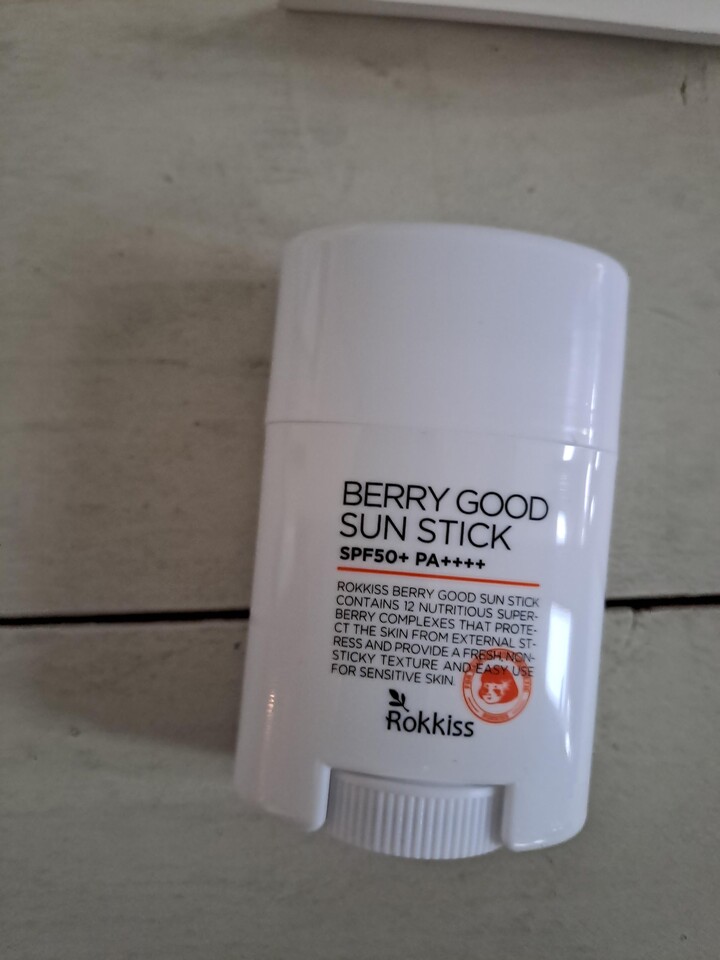 BERRY GOOD
SUN STICK
SPF50+ PA++++
ROKKISS BERRY GOOD SUN STICK
CONTAINS 12 NUTRITIOUS SUPER-
BERRY COMPLEXES THAT PROTE-
CT THE SKIN FROM EXTERNAL ST-
RESS AND PROVIDE A FRESH, NON-
STICKY TEXTURE AND EASY USE
FOR SENSITIVE SKIN.
Rokkiss